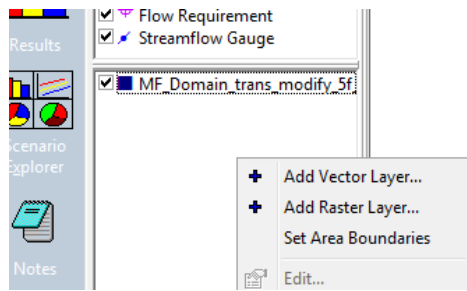 Results
Scenario
Explorer
Notes
Flow Requirement
Streamflow Gauge
MF_Domain_trans_modify_5f
Add Vector Layer...
Add Raster Layer...
Set Area Boundaries
Edit...